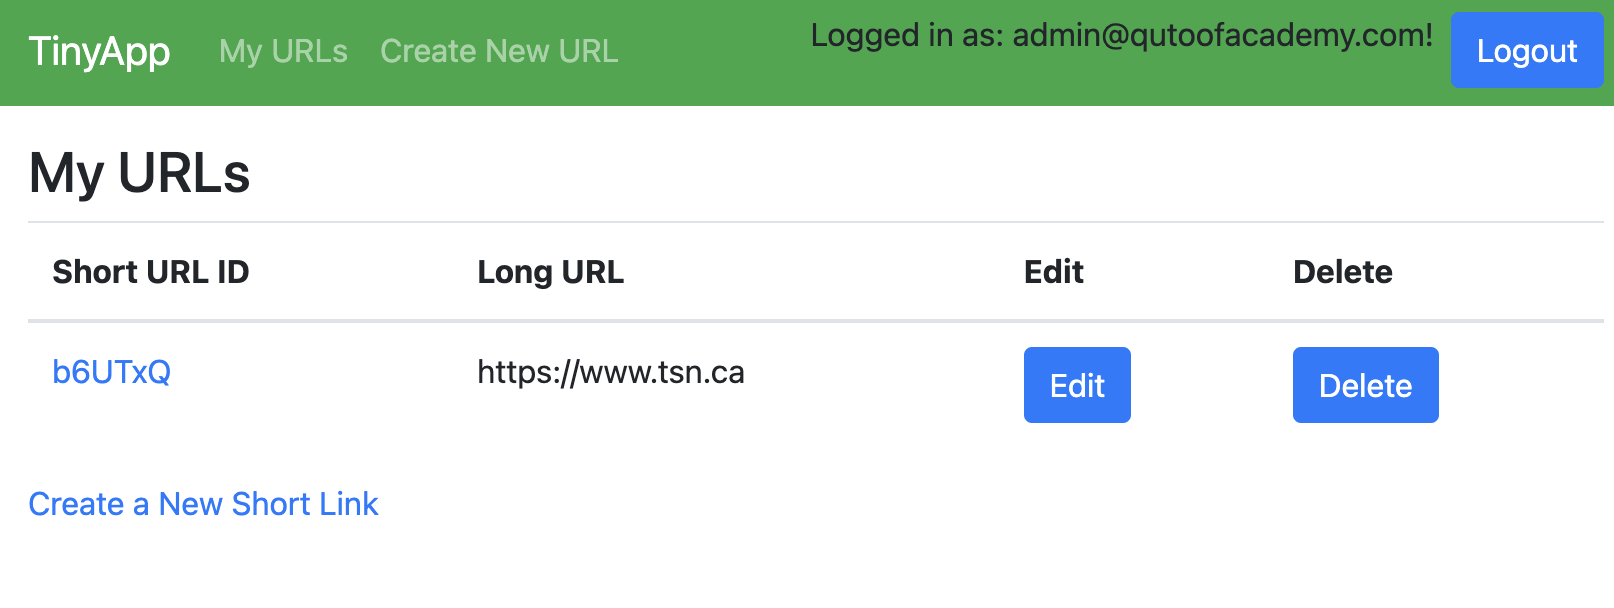 TinyApp My URLs Create New URL Logged in as: admin@qutoofacademy.com! Logout
My URLs
Short URL ID Long URL Edit Delete
b6UTxQ https://www.tsn.ca Edit Delete
Create a New Short Link